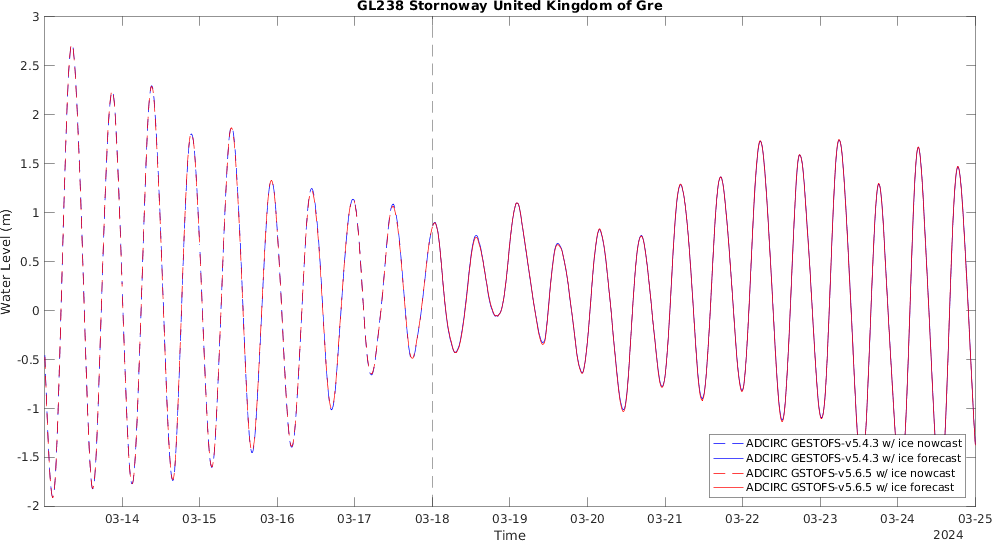 GL238 Stornoway United Kingdom of Gre
3
2.5
2
1.5
1
0.5
0
-0.5
-1
-1.5
-2
Water Level (m)
ADCIRC GESTOFS-v5.4.3 w/ ice nowcast
ADCIRC GESTOFS-v5.4.3 w/ ice forecast
ADCIRC GSTOFS-v5.6.5 w/ ice nowcast
ADCIRC GSTOFS-v5.6.5 w/ ice forecast
03-14 03-15 03-16 03-17 03-18 03-19 03-20 03-21 03-22 03-23 03-24 03-25
Time
2024